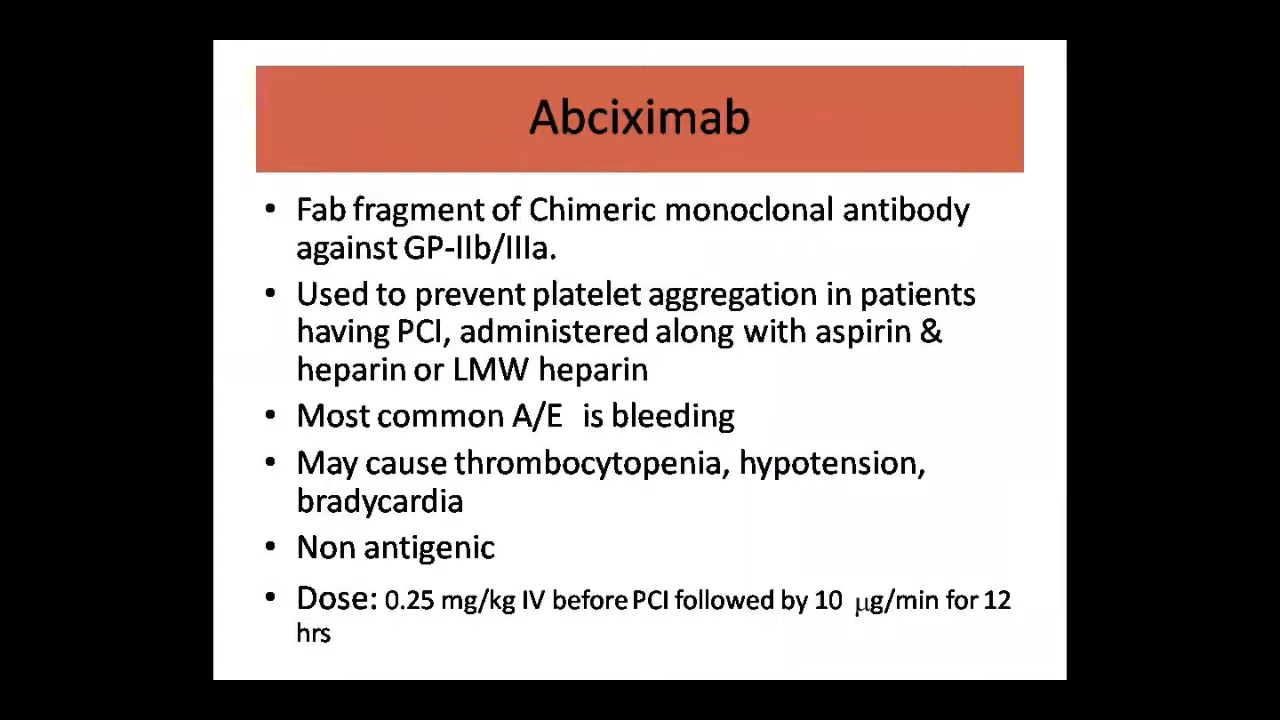 Abciximab
• Fab fragment of Chimeric monoclonal antibody
against GP-IIb/IIIa.
• Used to prevent platelet aggregation in patients
having PCI, administered along with aspirin &
heparin or LMW heparin
• Most common A/E is bleeding
• May cause thrombocytopenia, hypotension,
bradycardia
• Non antigenic
• Dose: 0.25 mg/kg IV before PCI followed by 10 µg/min for 12
hrs